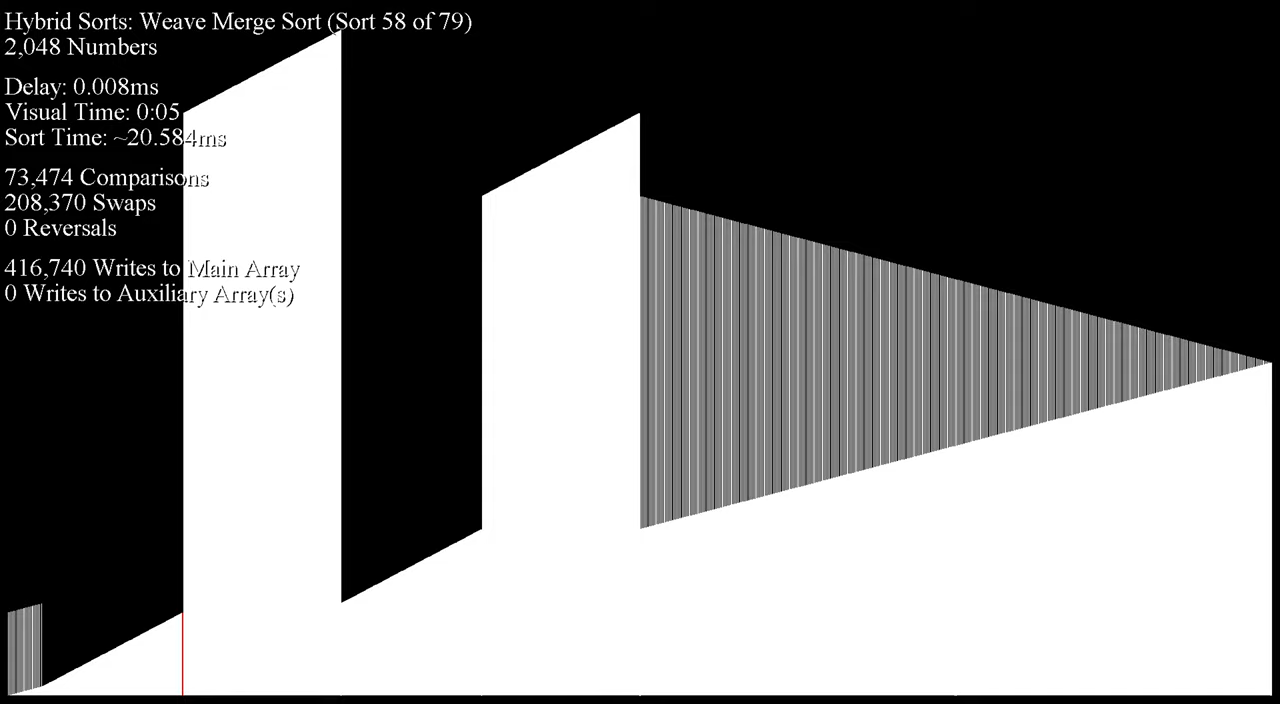 Hybrid Sorts: Weave Merge Sort (Sort 58 of 79)
2,048 Numbers
Delay: 0.008ms
Visual Time: 0:05
Sort Time: ~20.584ms
73,474 Comparisons
208,370 Swaps
0 Reversals
416,740 Writes to Main Array
0 Writes to Auxiliary Array(s)